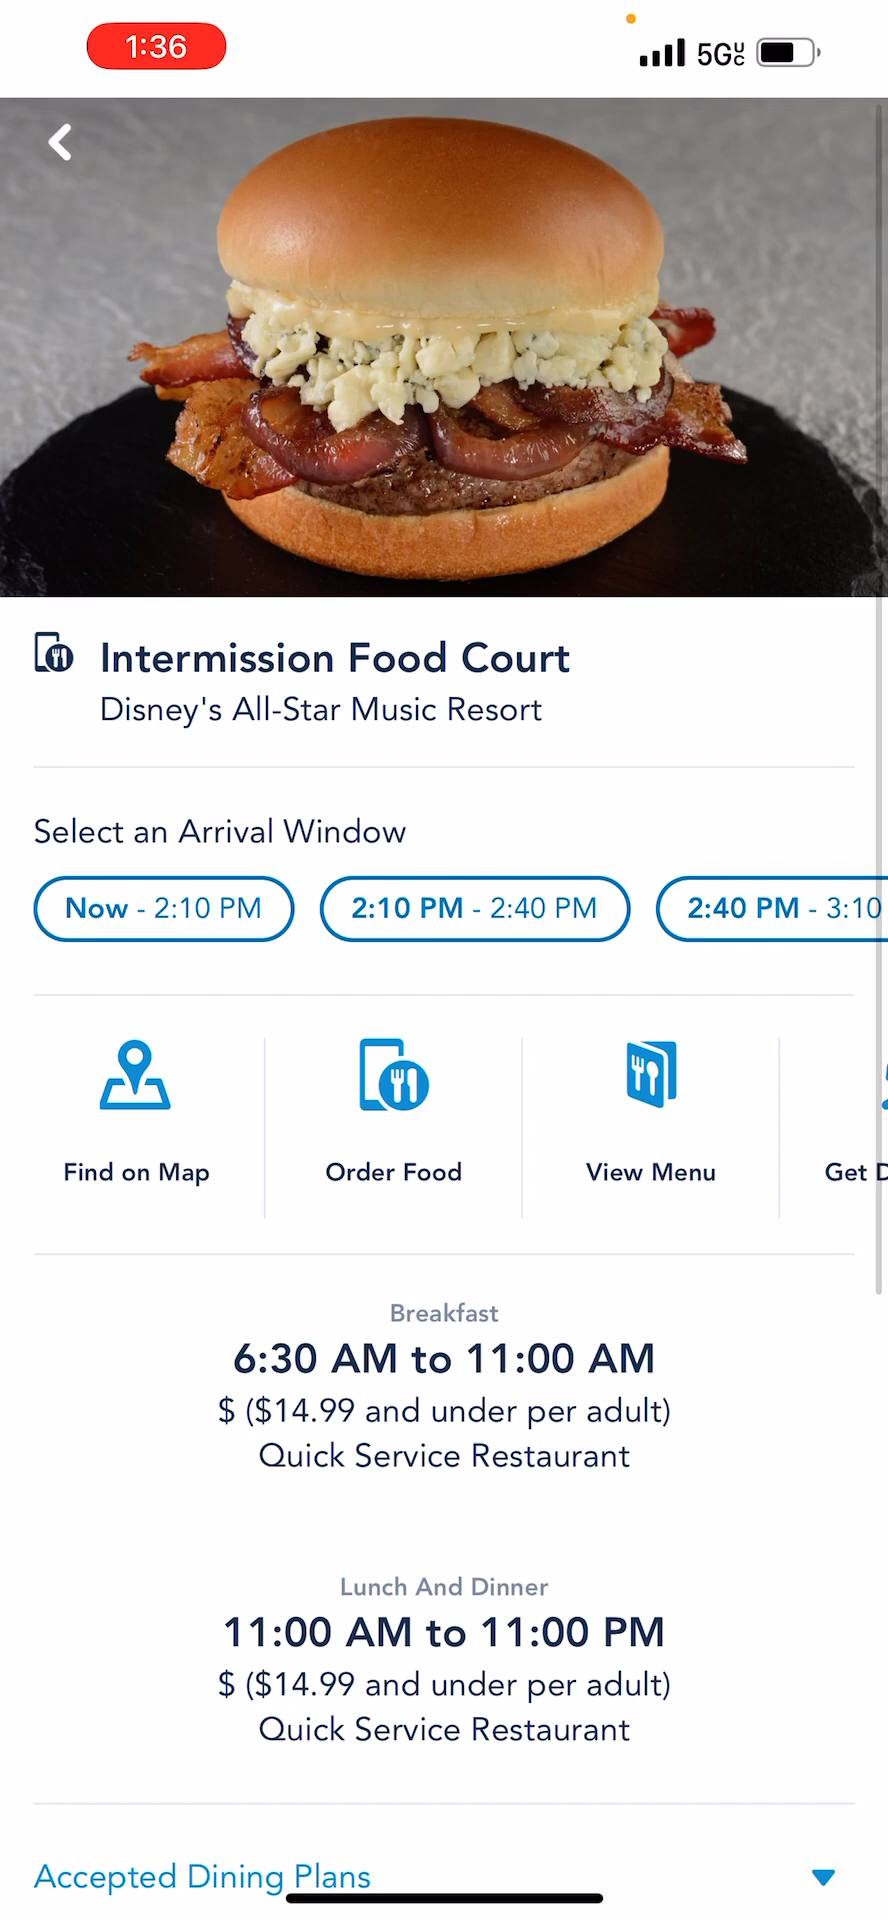 1:36
5GUC
Intermission Food Court
Disney's All-Star Music Resort
Select an Arrival Window
Now - 2:10 PM
2:10 PM - 2:40 PM
2:40 PM - 3:10
Find on Map
Order Food
View Menu
Get D
Breakfast
6:30 AM to 11:00 AM
$ ($14.99 and under per adult)
Quick Service Restaurant
Lunch And Dinner
11:00 AM to 11:00 PM
$ ($14.99 and under per adult)
Quick Service Restaurant
Accepted Dining Plans